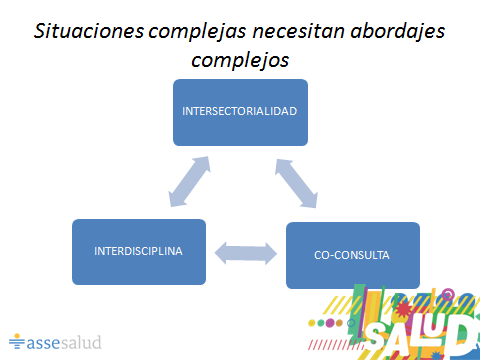 Situaciones complejas necesitan abordajes
complejos
INTERSECTORIALIDAD
INTERDISCIPLINA
CO-CONSULTA
assesalud
SALUD